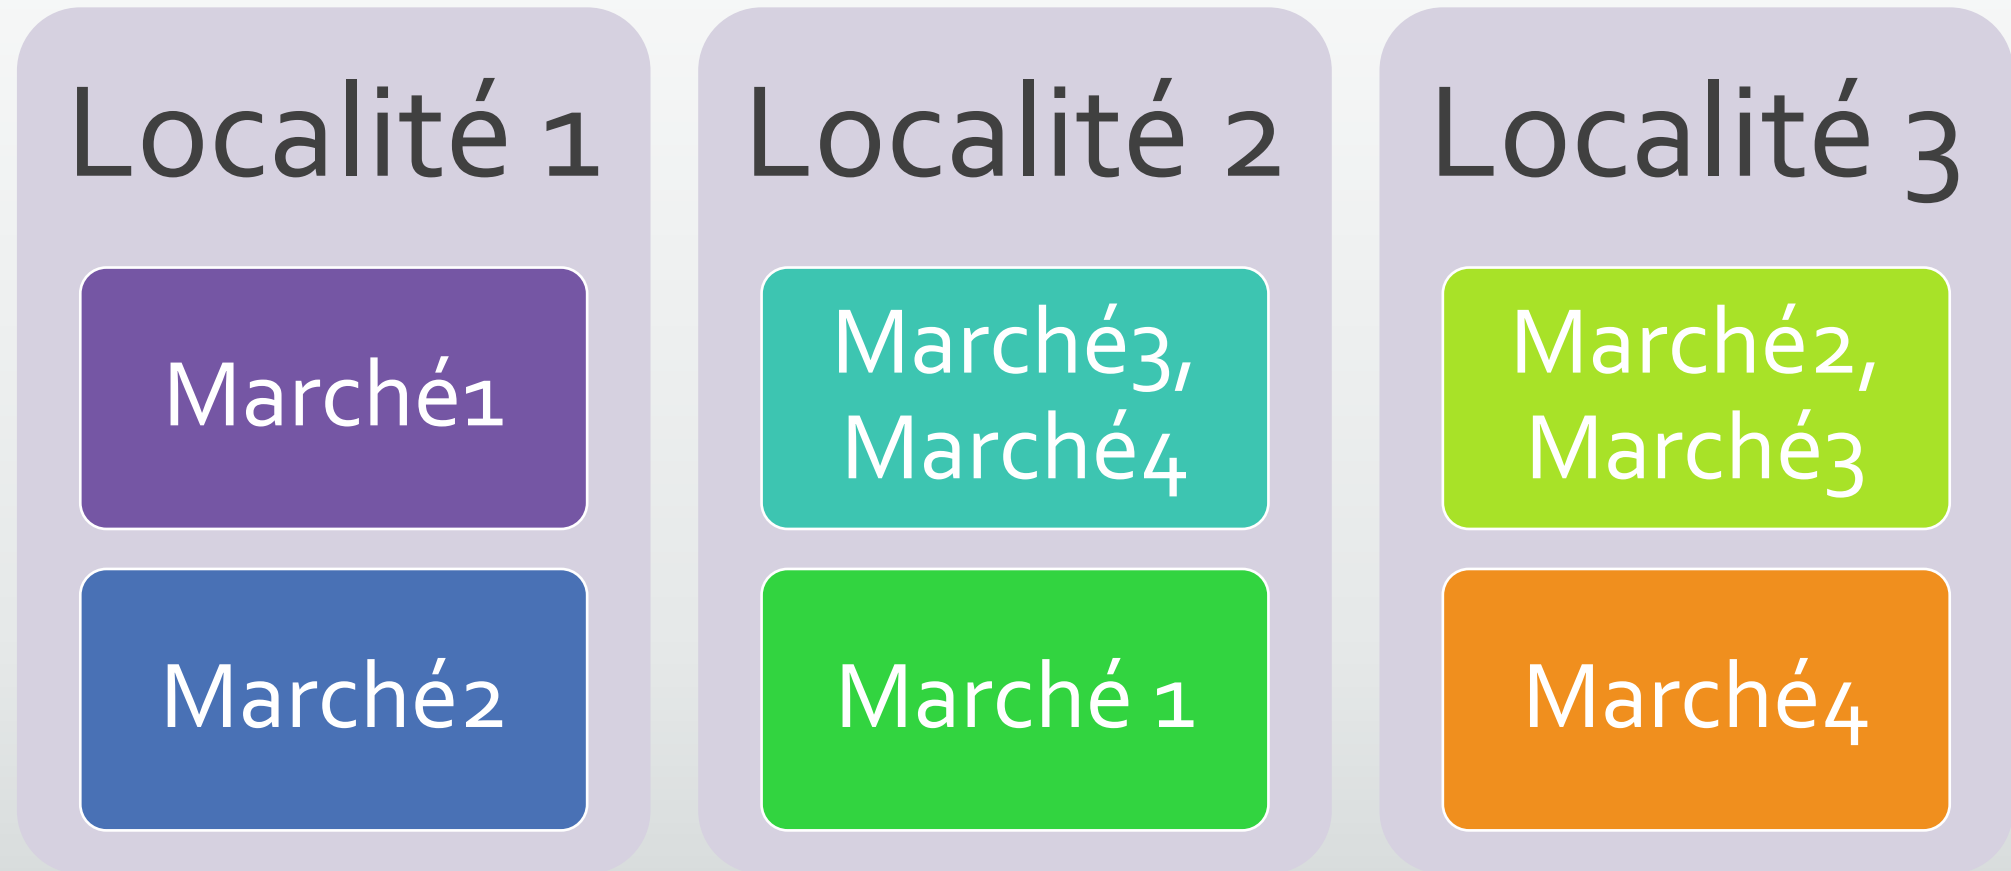 Localité 1
Marché1
Marché2
Localité 2
Marché3,
Marché4
Marché 1
Localité 3
Marché2,
Marché3
Marché4